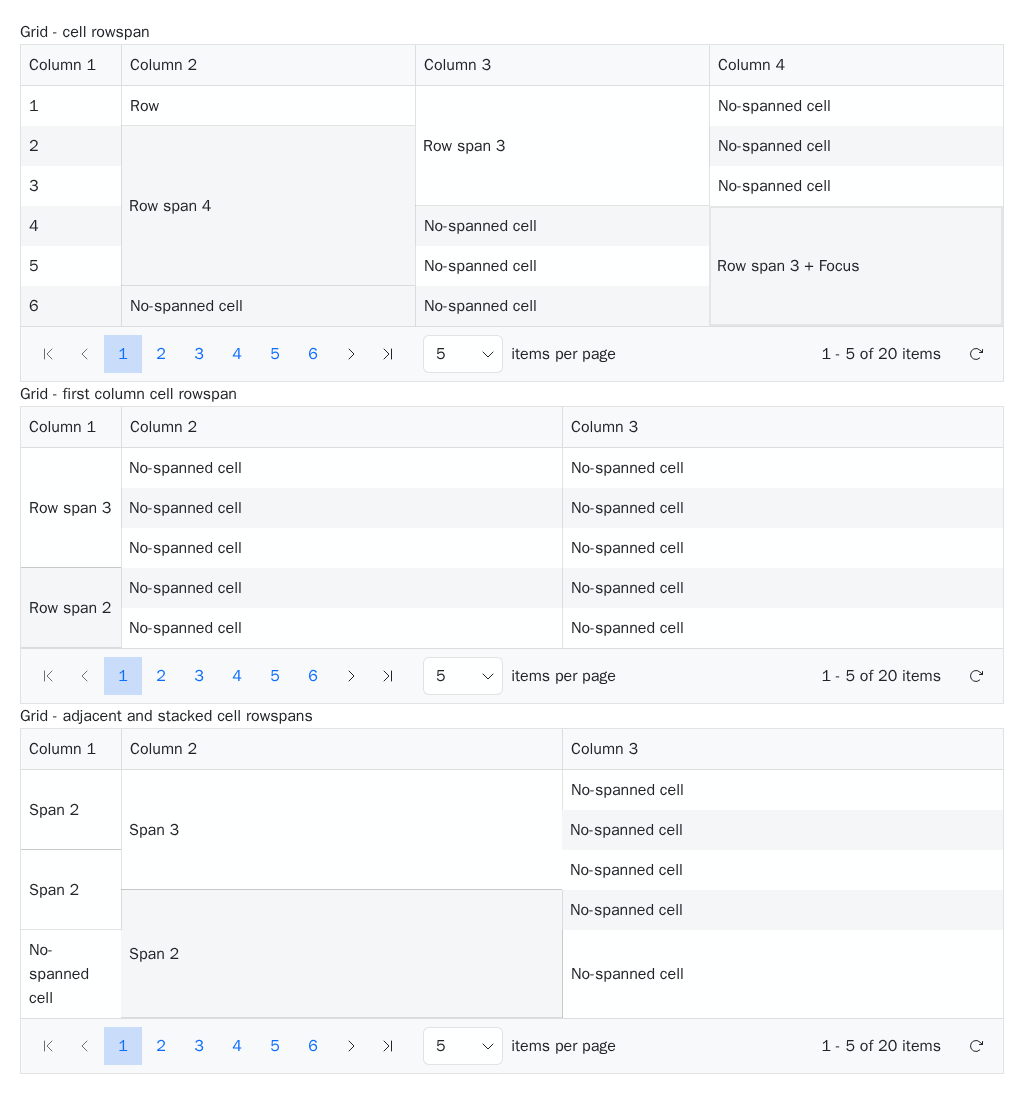 Grid - cell rowspan
Column 1 Column 2 Column 3 Column 4
1 Row No-spanned cell
2 Row span 3 No-spanned cell
3 No-spanned cell
Row span 4
4 No-spanned cell
5 No-spanned cell Row span 3 + Focus
6 No-spanned cell No-spanned cell
1 2 3 4 5 6 5 items per page 1 - 5 of 20 items
Grid - first column cell rowspan
Column 1 Column 2 Column 3
No-spanned cell No-spanned cell
Row span 3 No-spanned cell No-spanned cell
No-spanned cell No-spanned cell
No-spanned cell No-spanned cell
Row span 2
No-spanned cell No-spanned cell
1 2 3 4 5 6 5 items per page 1 - 5 of 20 items
Grid - adjacent and stacked cell rowspans
Column 1 Column 2 Column 3
No-spanned cell
Span 2
Span 3 No-spanned cell
No-spanned cell
Span 2
No-spanned cell
No-
Span 2
spanned No-spanned cell
cell
1 2 3 4 5 6 5 items per page 1 - 5 of 20 items